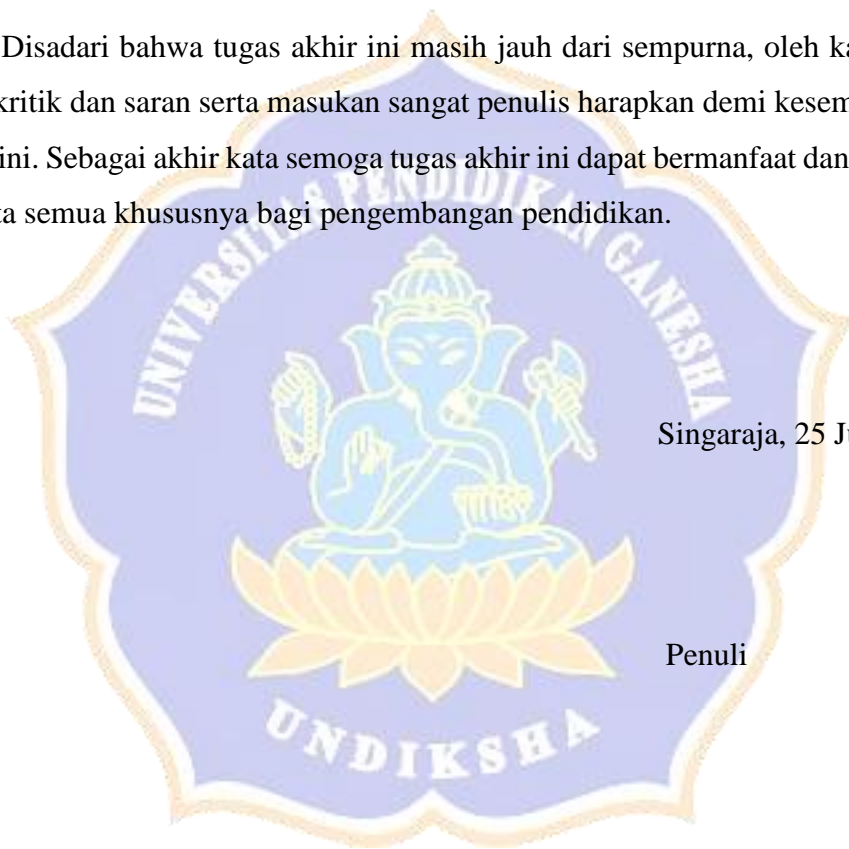 Disadari bahwa tugas akhir ini masih jauh dari sempurna, oleh ka
kritik dan saran serta masukan sangat penulis harapkan demi kesem
ini. Sebagai akhir kata semoga tugas akhir ini dapat bermanfaat dan
ta semua khususnya bagi pengembangan pendidikan.
UNIVERSITAS PENDIDIKAN GANESHA
Singaraja, 25 Ju
Penuli
UNDIKSHA